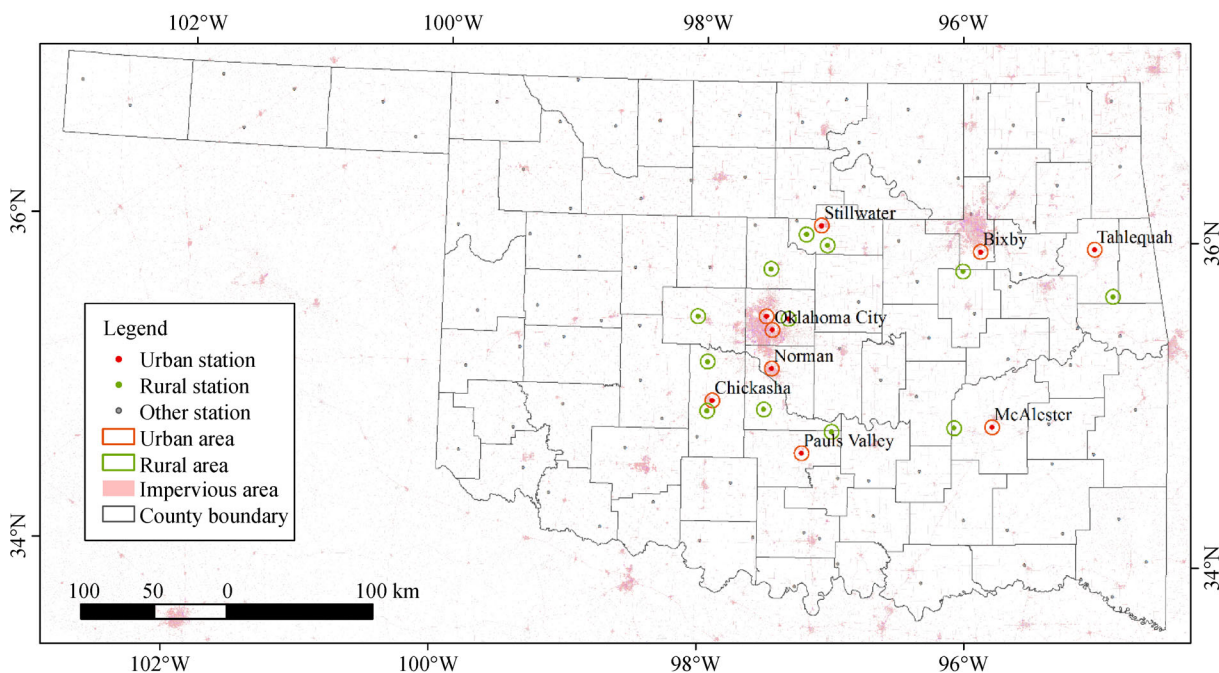 102°W 100°W 98°W 96°W
36°N
36°N
34°N
34°N
Stillwater
Bixby
Tahlequah
Oklahoma City
Norman
Chickasha
McAlester
Pauls Valley
Legend
Urban station
Rural station
Other station
Urban area
Rural area
Impervious area
County boundary
100 50 0 100 km
102°W 100°W 98°W 96°W